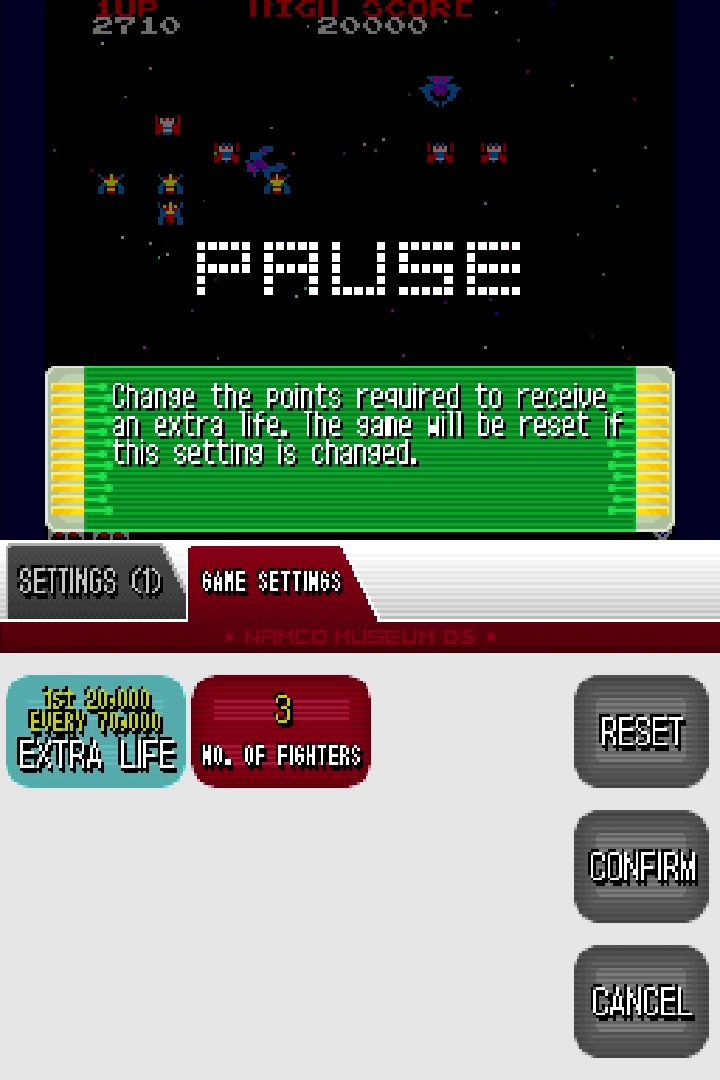 1UP HIGH SCORE
2710 20000
PAUSE
Change the points required to receive
an extra life. The game will be reset if
this setting is changed.
SETTINGS (1) GAME SETTINGS
• NAMCO MUSEUM DS •
1ST 20,000
EVERY 70,000
EXTRA LIFE
3
NO. OF FIGHTERS
RESET
CONFIRM
CANCEL